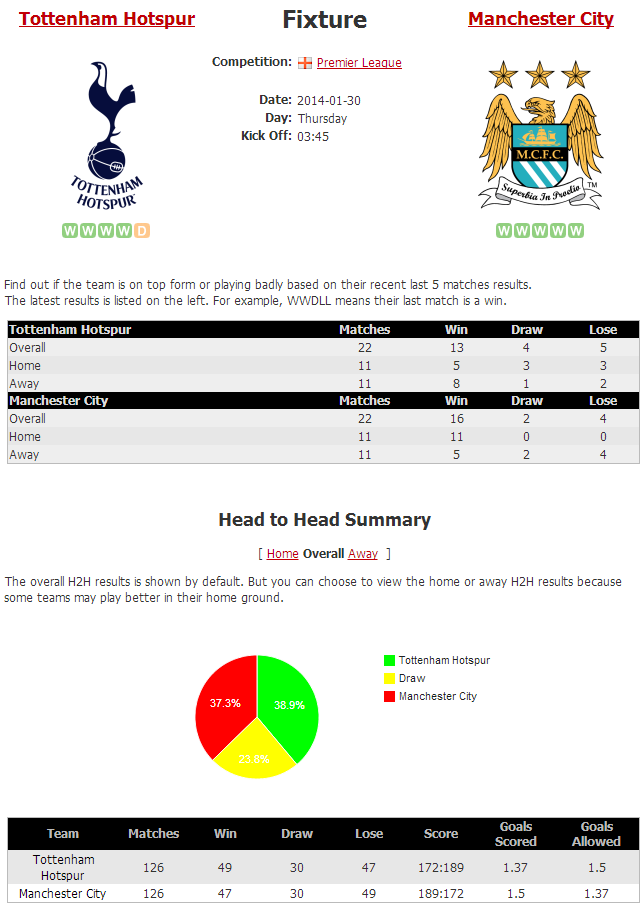 Tottenham Hotspur
Fixture
Manchester City
Competition: Premier League
Date: 2014-01-30
Day: Thursday
Kick Off: 03:45
TOTTENHAM
HOTSPUR
M.C.F.C.
Superbia In Proelio
TM
W W W W D
W W W W W
Find out if the team is on top form or playing badly based on their recent last 5 matches results.
The latest results is listed on the left. For example, WWDLL means their last match is a win.
Tottenham Hotspur Matches Win Draw Lose
Overall 22 13 4 5
Home 11 5 3 3
Away 11 8 1 2
Manchester City Matches Win Draw Lose
Overall 22 16 2 4
Home 11 11 0 0
Away 11 5 2 4
Head to Head Summary
[ Home Overall Away ]
The overall H2H results is shown by default. But you can choose to view the home or away H2H results because
some teams may play better in their home ground.
37.3%
38.9%
23.8%
Tottenham Hotspur
Draw
Manchester City
Team Matches Win Draw Lose Score Goals Scored Goals Allowed
Tottenham Hotspur 126 49 30 47 172:189 1.37 1.5
Manchester City 126 47 30 49 189:172 1.5 1.37